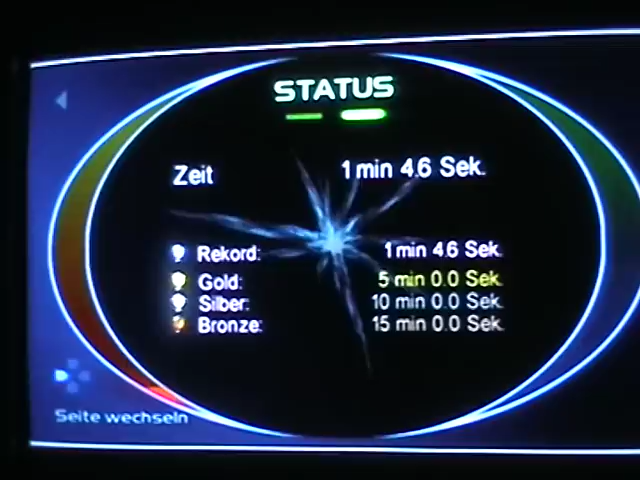 STATUS
Zeit 1 min 4.6 Sek.
Rekord: 1 min 4.6 Sek.
Gold: 5 min 0.0 Sek.
Silber: 10 min 0.0 Sek.
Bronze: 15 min 0.0 Sek.
Seite wechseln